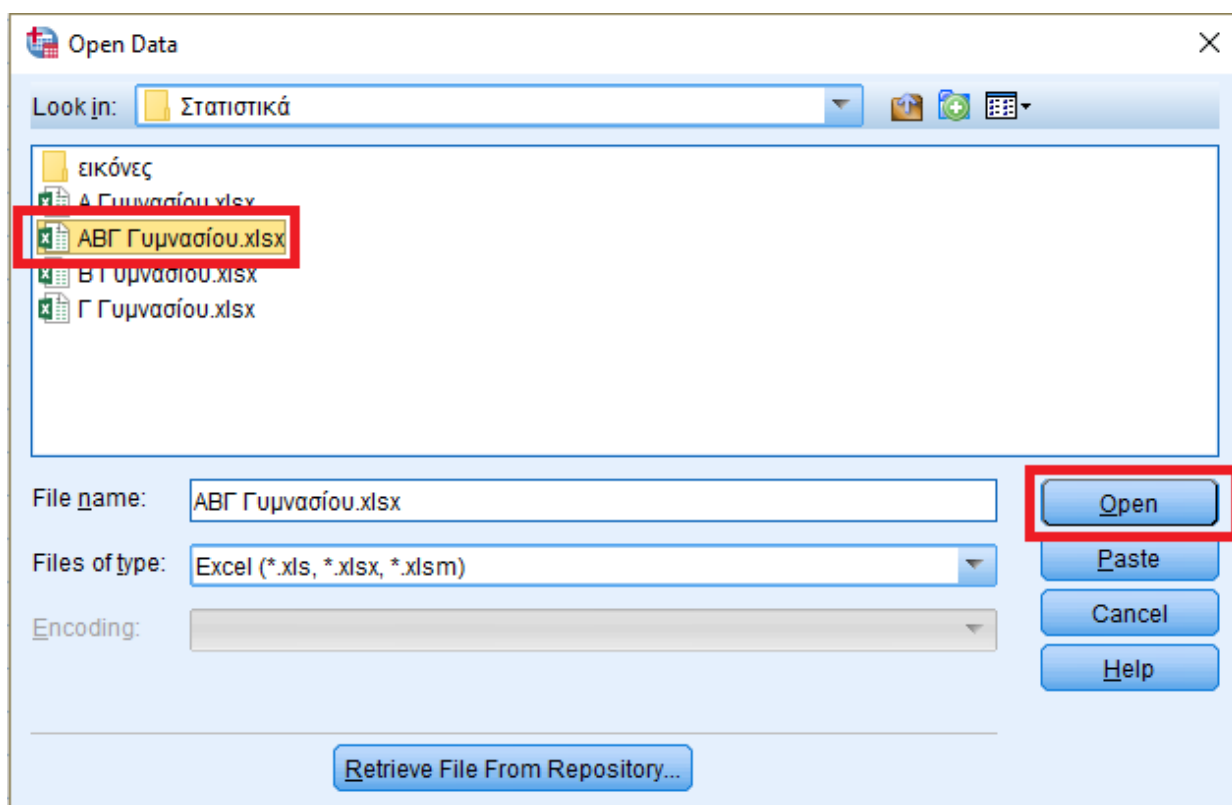 Open Data
Look in: Στατιστικά
εικόνες
Α Γυμνασίου.xlsx
ΑΒΓ Γυμνασίου.xlsx
Β Γυμνασίου.xlsx
Γ Γυμνασίου.xlsx
File name: ΑΒΓ Γυμνασίου.xlsx
Open
Files of type: Excel (*.xls, *.xlsx, *.xlsm)
Paste
Encoding:
Cancel
Help
Retrieve File From Repository...